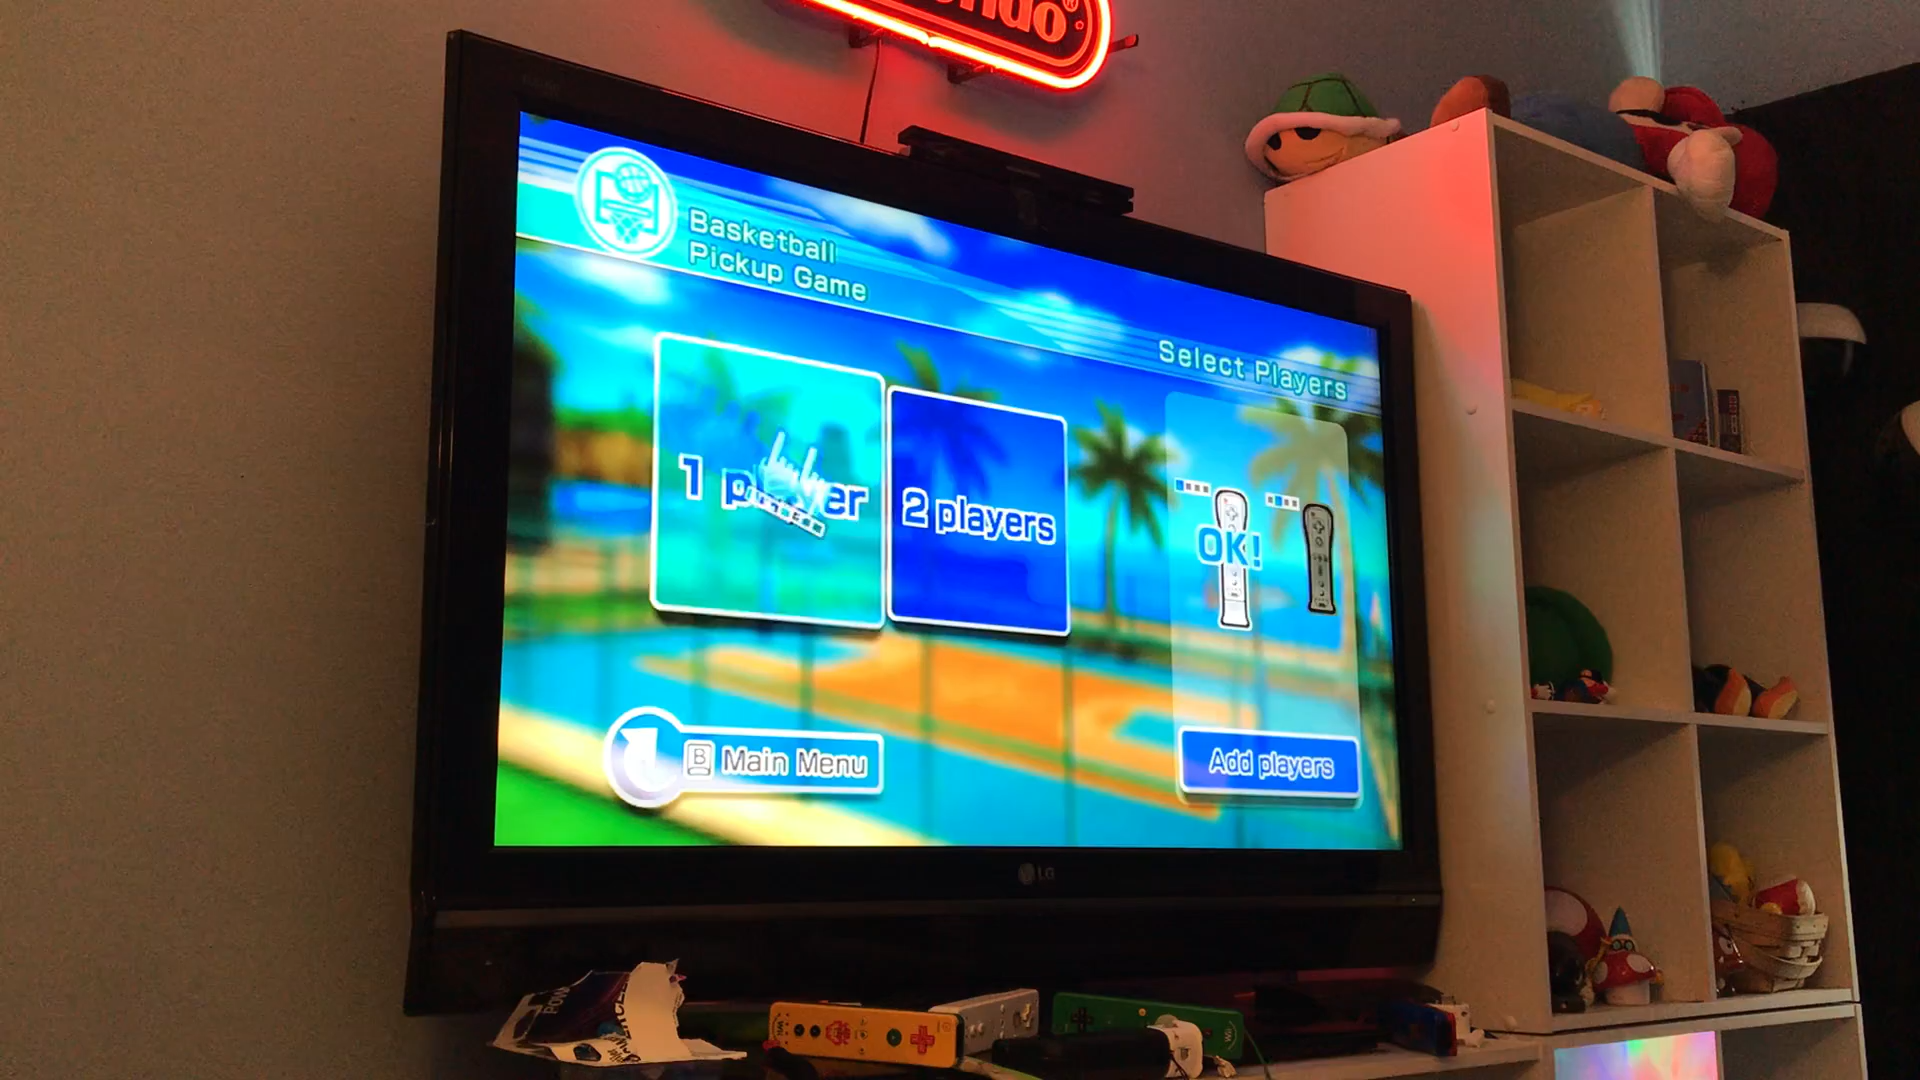 Basketball
Pickup Game
Select Players
1 player
2 players
OK!
B Main Menu
Add players
LG